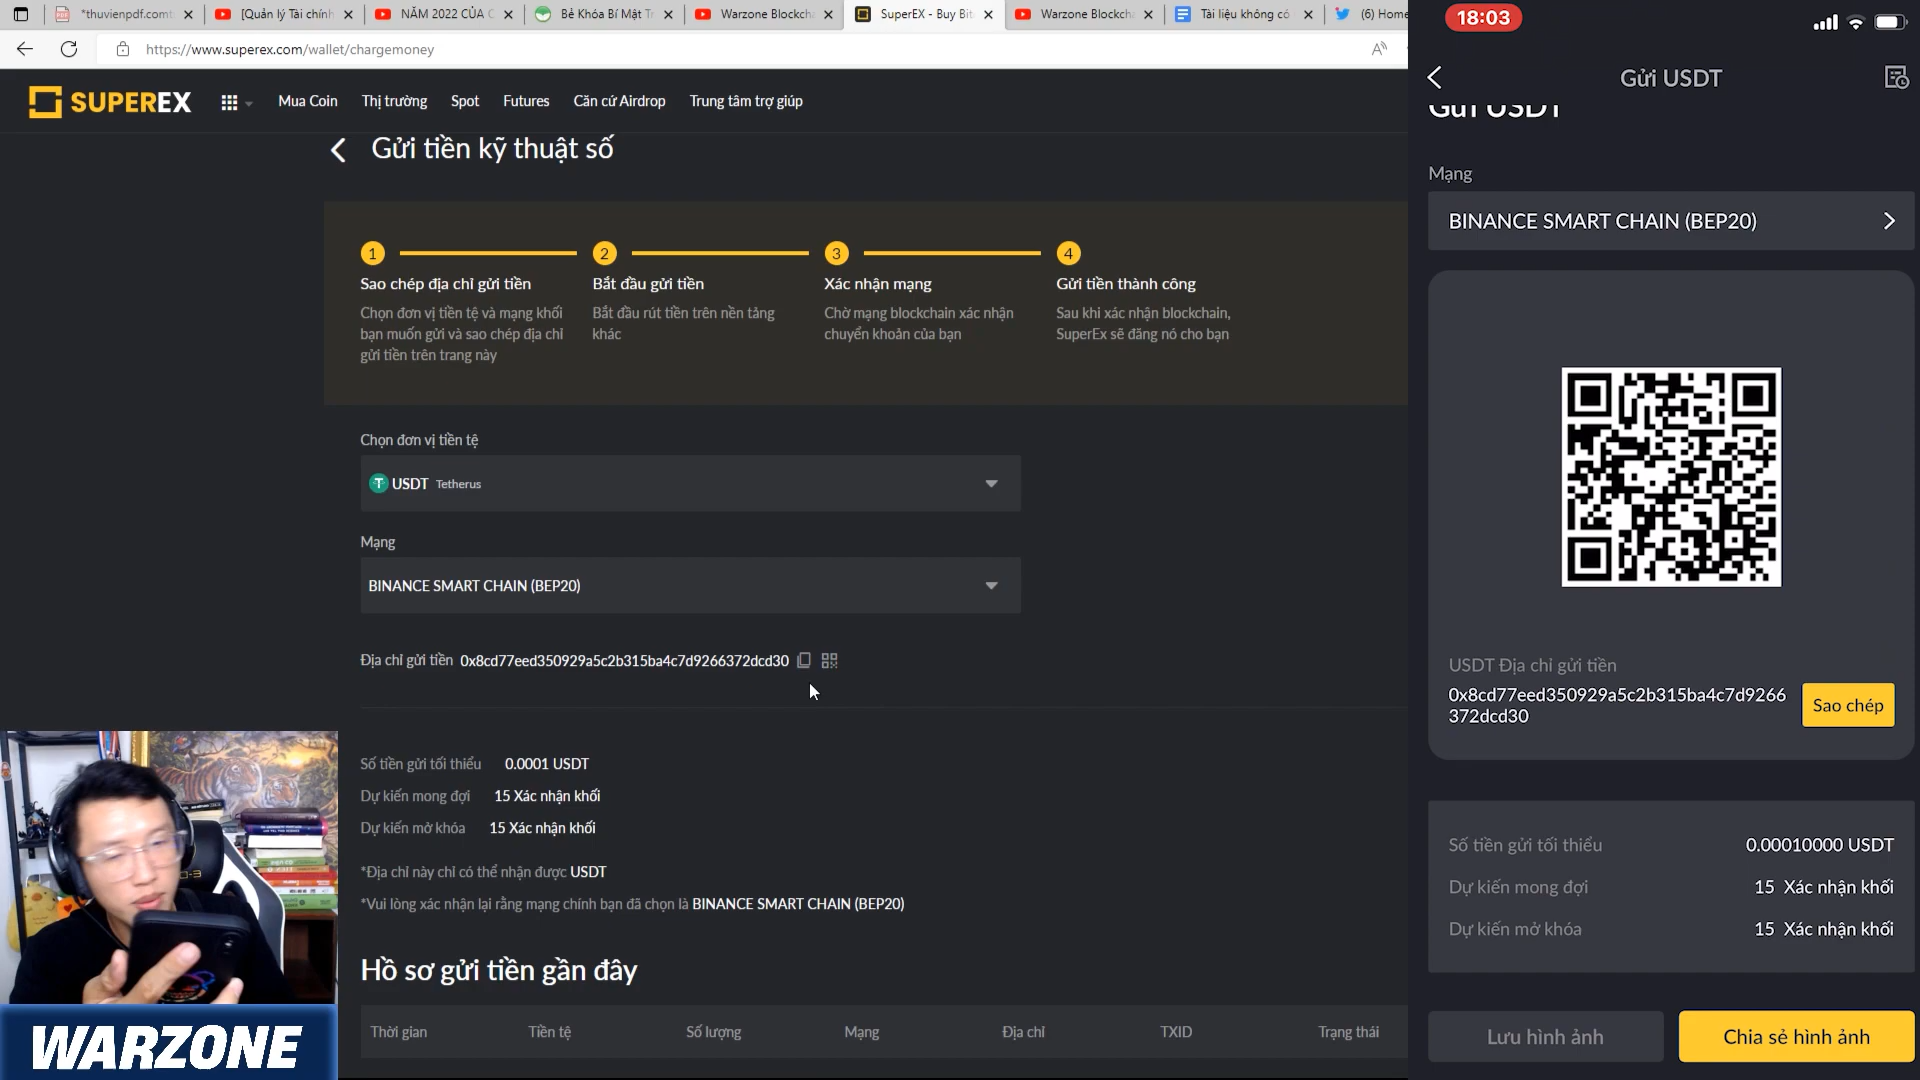 *thuvienpdf.com
[Quản lý Tài chính
NĂM 2022 CỦA C
Bẻ Khóa Bí Mật Tr
Warzone Blockcha
SuperEX - Buy Bit
Warzone Blockcha
Tài liệu không có
(6) Home
https://www.superex.com/wallet/chargemoney
SUPEREX
Mua Coin
Thị trường
Spot
Futures
Căn cứ Airdrop
Trung tâm trợ giúp
Gửi tiền kỹ thuật số
1
2
3
4
Sao chép địa chỉ gửi tiền
Chọn đơn vị tiền tệ và mạng khối
bạn muốn gửi và sao chép địa chỉ
gửi tiền trên trang này
Bắt đầu gửi tiền
Bắt đầu rút tiền trên nền tảng
khác
Xác nhận mạng
Chờ mạng blockchain xác nhận
chuyển khoản của bạn
Gửi tiền thành công
Sau khi xác nhận blockchain,
SuperEx sẽ đăng nó cho bạn
Chọn đơn vị tiền tệ
USDT Tetherus
Mạng
BINANCE SMART CHAIN (BEP20)
Địa chỉ gửi tiền 0x8cd77eed350929a5c2b315ba4c7d9266372dcd30
Số tiền gửi tối thiểu 0.0001 USDT
Dự kiến mong đợi 15 Xác nhận khối
Dự kiến mở khóa 15 Xác nhận khối
*Địa chỉ này chỉ có thể nhận được USDT
*Vui lòng xác nhận lại rằng mạng chính bạn đã chọn là BINANCE SMART CHAIN (BEP20)
Hồ sơ gửi tiền gần đây
Thời gian
Tiền tệ
Số lượng
Mạng
Địa chỉ
TXID
Trạng thái
WARZONE
18:03
Gửi USDT
Gửi USDT
Mạng
BINANCE SMART CHAIN (BEP20)
USDT Địa chỉ gửi tiền
0x8cd77eed350929a5c2b315ba4c7d9266
372dcd30
Sao chép
Số tiền gửi tối thiểu 0.00010000 USDT
Dự kiến mong đợi 15 Xác nhận khối
Dự kiến mở khóa 15 Xác nhận khối
Lưu hình ảnh
Chia sẻ hình ảnh